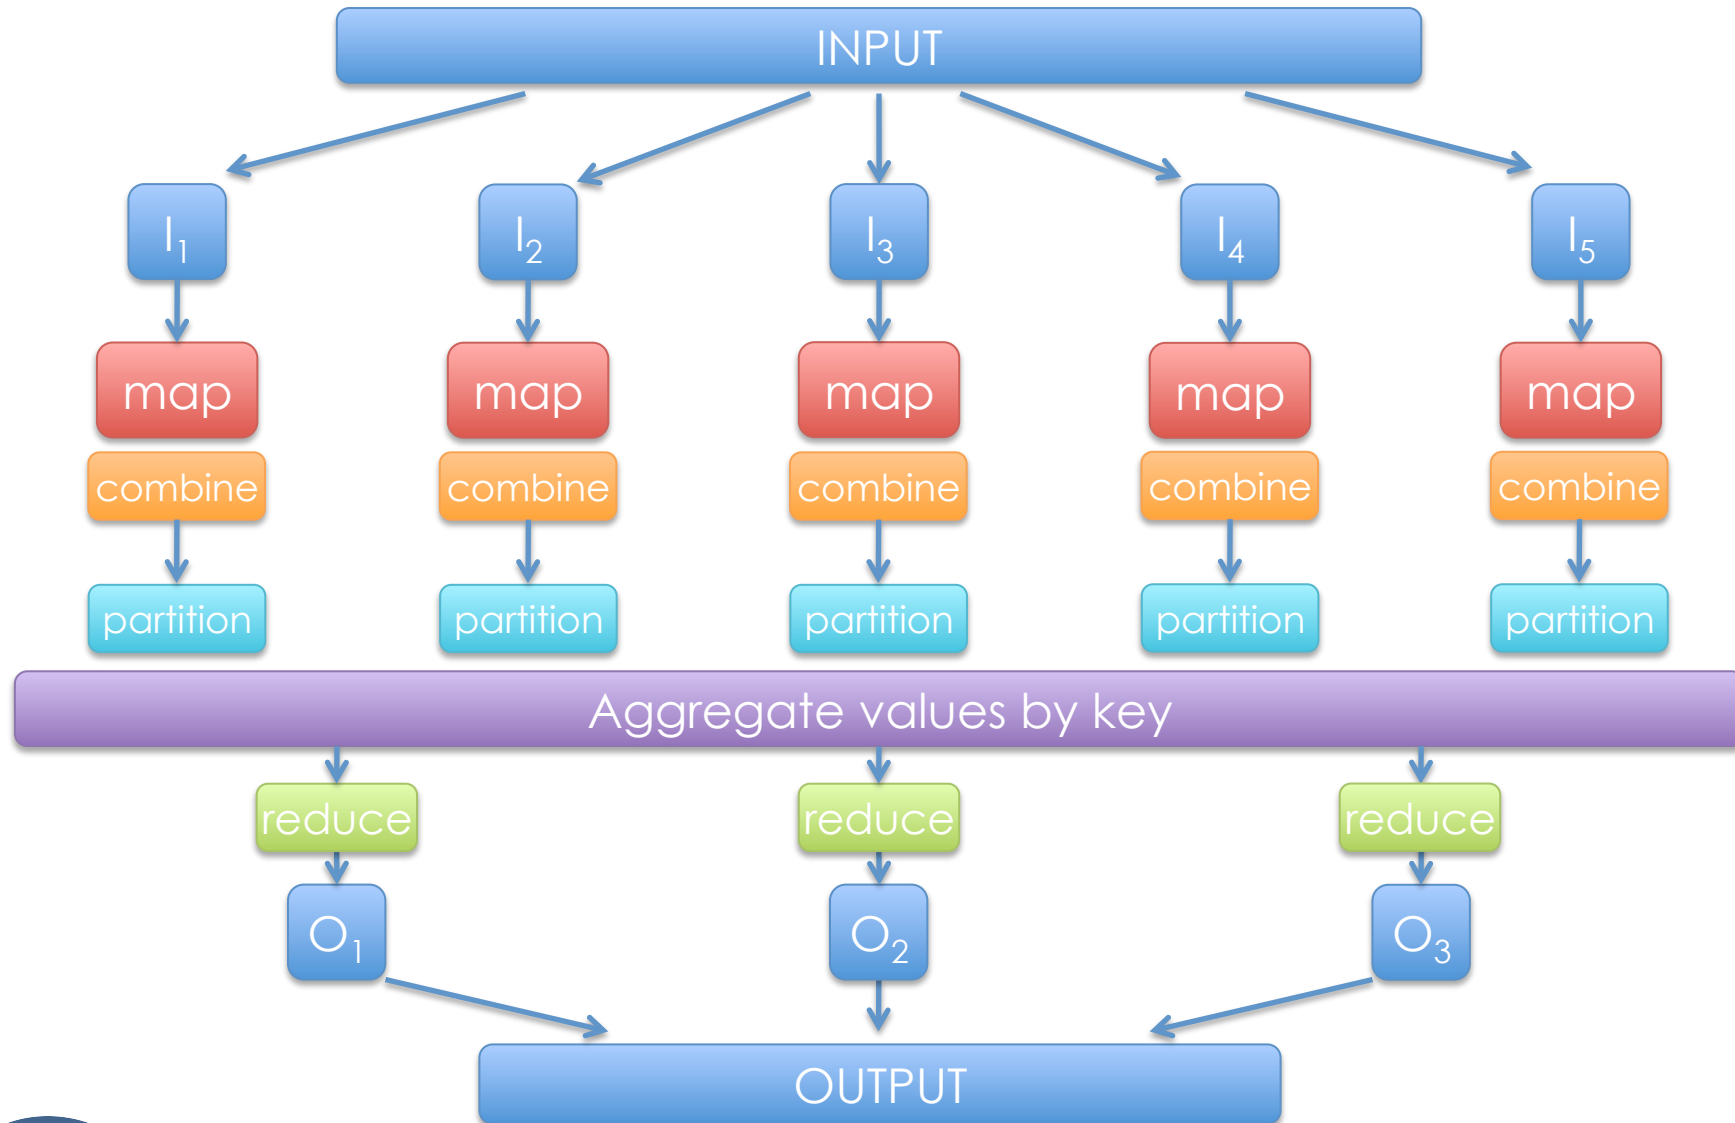 INPUT
I1 I2 I3 I4 I5
map map map map map
combine combine combine combine combine
partition partition partition partition partition
Aggregate values by key
reduce reduce reduce
O1 O2 O3
OUTPUT